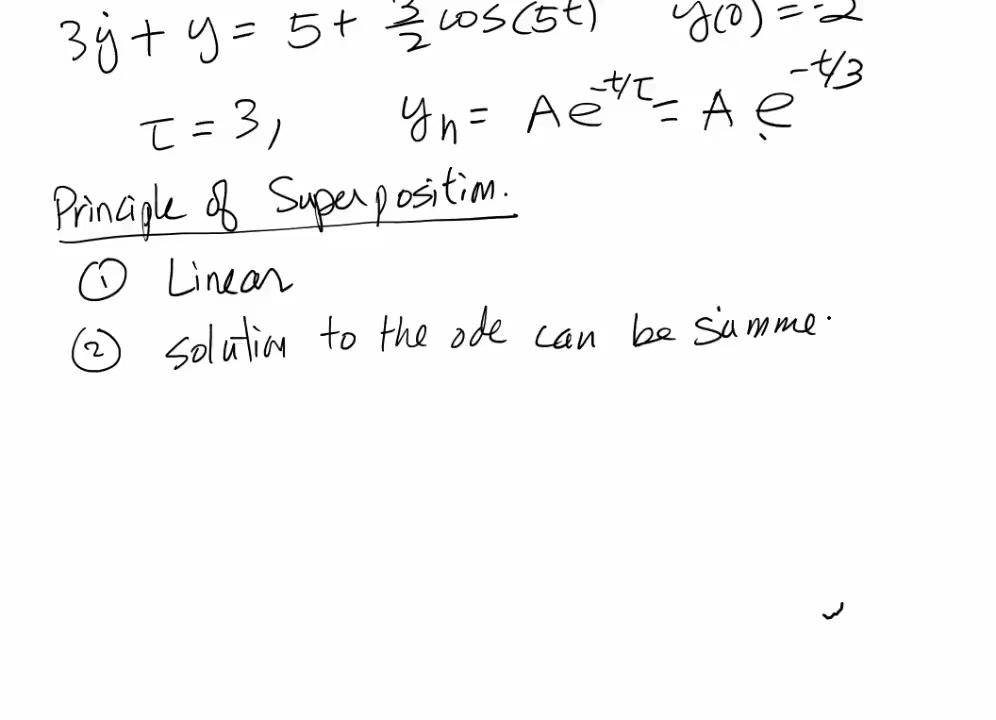 3ẏ + y = 5 + 3/2 cos(5t) y(0) = -2
τ = 3, yh = Ae^-t/τ = A e^-t/3
Principle of Superposition.
① Linear
② solution to the ode can be summe